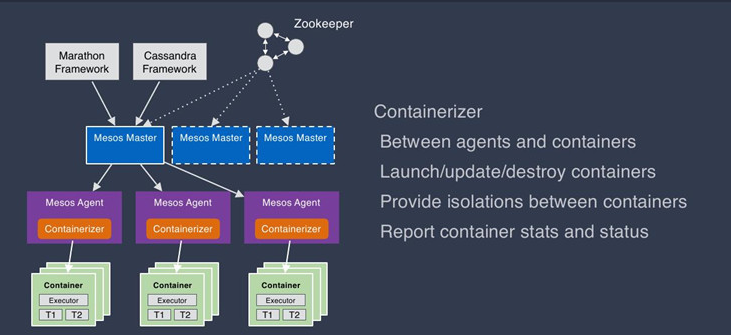 Zookeeper
Marathon
Framework
Cassandra
Framework
Mesos Master
Mesos Master
Mesos Master
Mesos Agent
Containerizer
Mesos Agent
Containerizer
Mesos Agent
Containerizer
Container
Executor
T1 T2
Container
Executor
T1 T2
Container
Executor
T1 T2
Containerizer
Between agents and containers
Launch/update/destroy containers
Provide isolations between containers
Report container stats and status